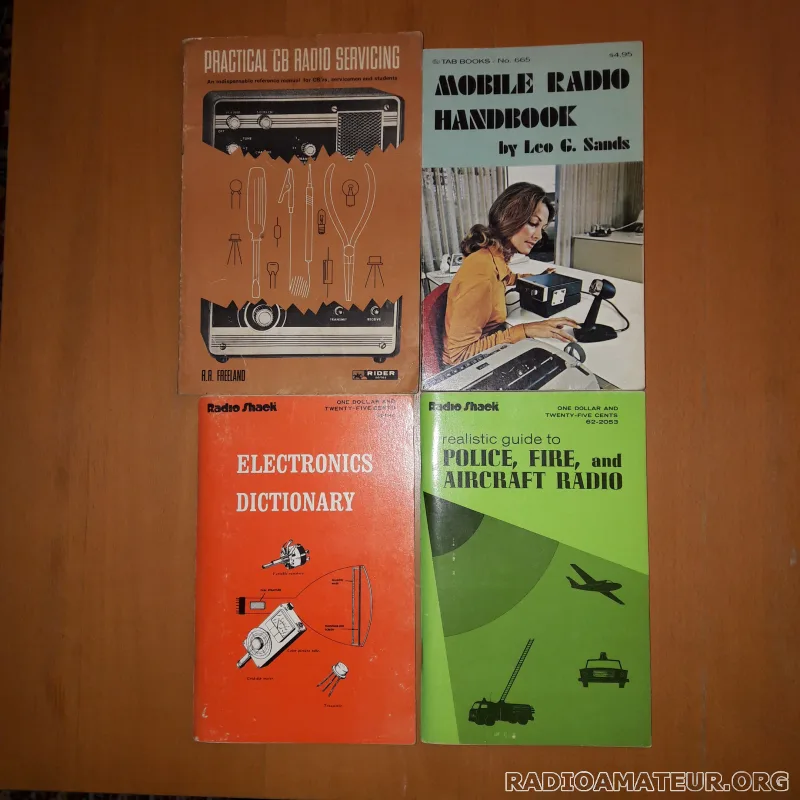 PRACTICAL CB RADIO SERVICING
An indispensable reference manual for CB'rs, servicemen and students
TRANSMIT
RECEIVE
R.R. FREELAND
RIDER
© TAB BOOKS - No. 665
$4.95
MOBILE RADIO
HANDBOOK
by Leo G. Sands
Radio Shack
ONE DOLLAR AND
TWENTY-FIVE CENTS
ELECTRONICS
DICTIONARY
Radio Shack
ONE DOLLAR AND
TWENTY-FIVE CENTS
62-2053
realistic guide to
POLICE, FIRE, and
AIRCRAFT RADIO
RADIOAMATEUR.ORG